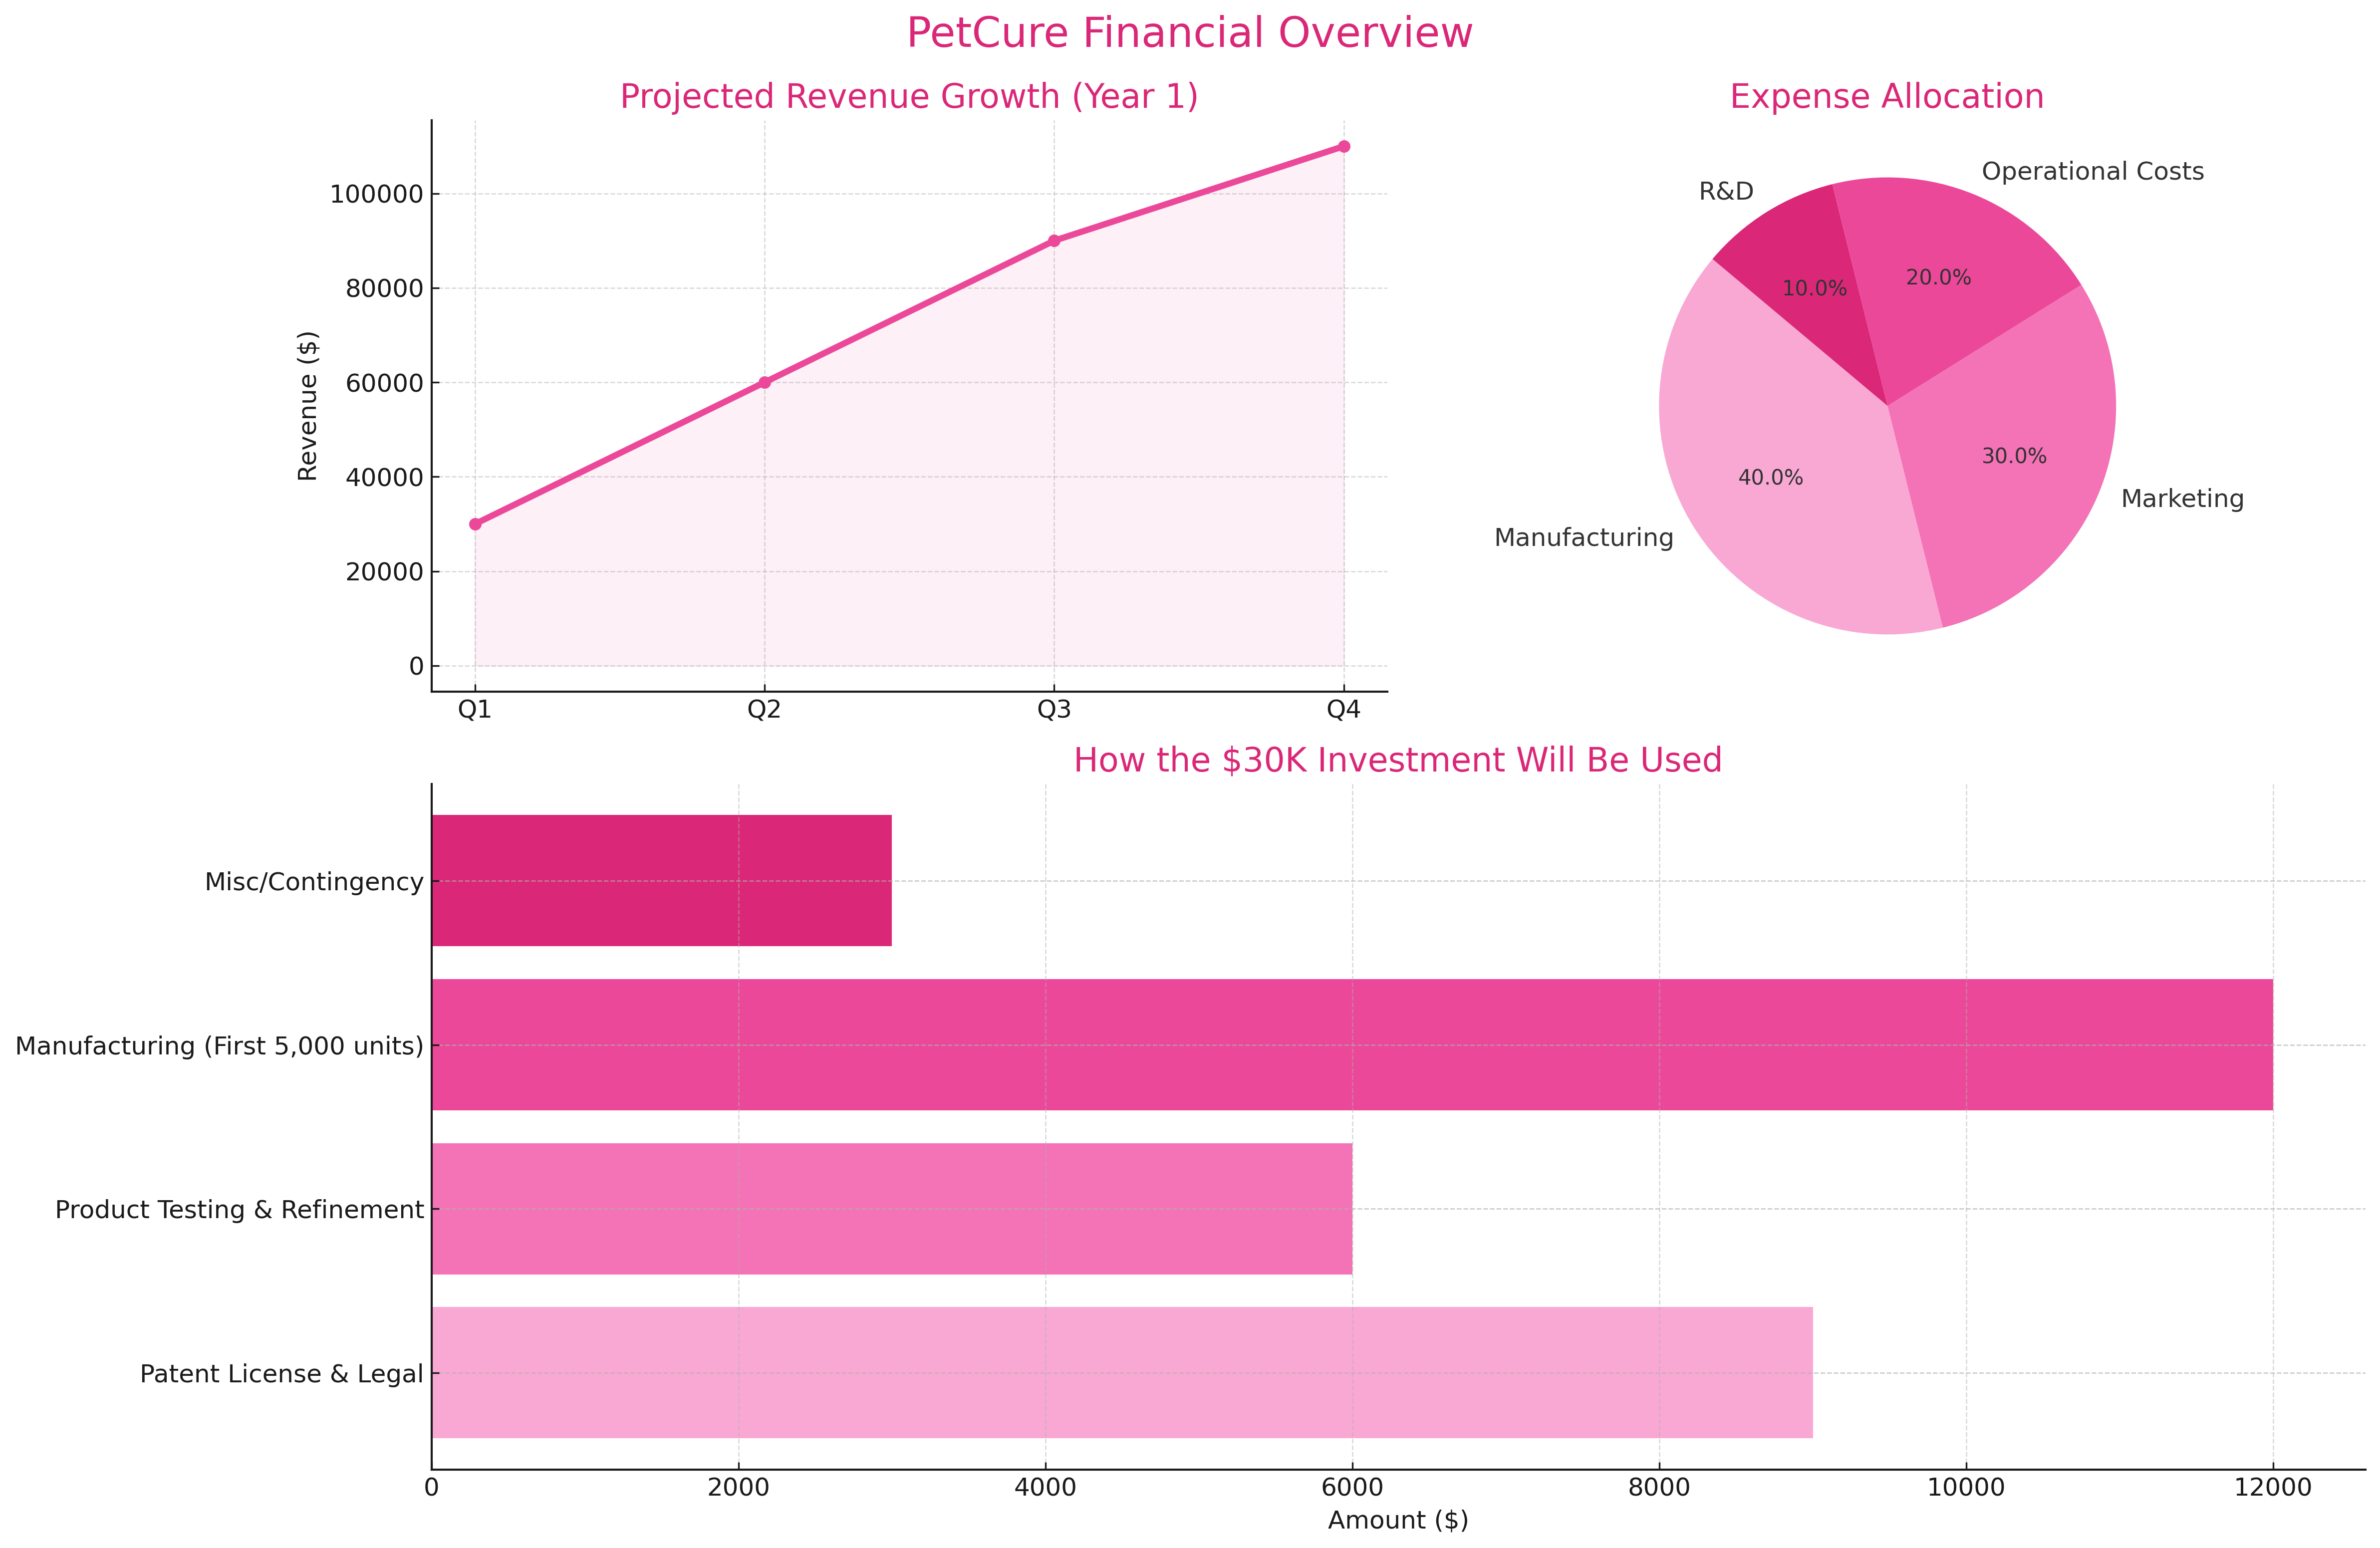 PetCure Financial Overview
Projected Revenue Growth (Year 1)
Revenue ($)
100000
80000
60000
40000
20000
0
Q1 Q2 Q3 Q4
Expense Allocation
Operational Costs
R&D
20.0%
10.0%
30.0%
40.0%
Marketing
Manufacturing
How the $30K Investment Will Be Used
Misc/Contingency
Manufacturing (First 5,000 units)
Product Testing & Refinement
Patent License & Legal
0 2000 4000 6000 8000 10000 12000
Amount ($)